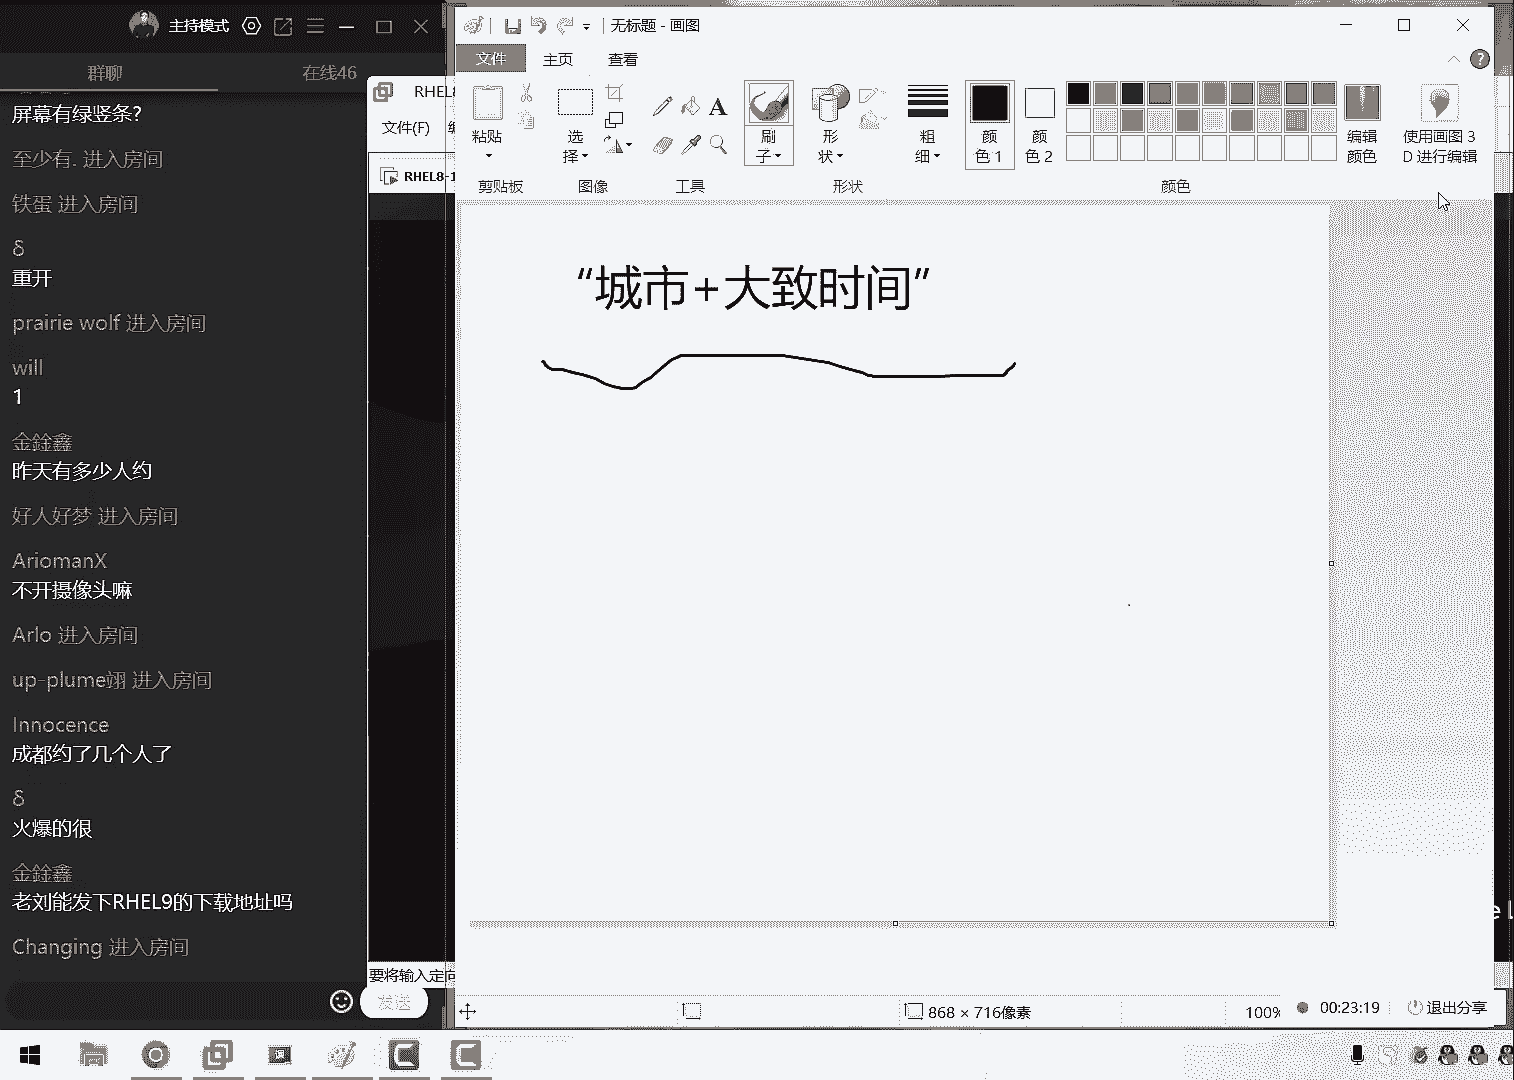 主持模式
群聊
在线46
屏幕有绿竖条?
至少有. 进入房间
铁蛋 进入房间
δ
重开
prairie wolf 进入房间
will
1
金銓鑫
昨天有多少人约
好人好梦 进入房间
AriomanX
不开摄像头嘛
Arlo 进入房间
up-plume翊 进入房间
Innocence
成都约了几个人了
δ
火爆的很
金銓鑫
老刘能发下RHEL9的下载地址吗
Changing 进入房间
发送
RHEL8
文件(F)
RHEL8-1
要将输入定向
无标题 - 画图
文件
主页
查看
粘贴
剪贴板
选择
图像
A
工具
刷子
形状
形状
粗细
颜色 1
颜色 2
颜色
编辑颜色
使用画图 3D 进行编辑
“城市+大致时间”
868 × 716像素
100%
00:23:19
退出分享